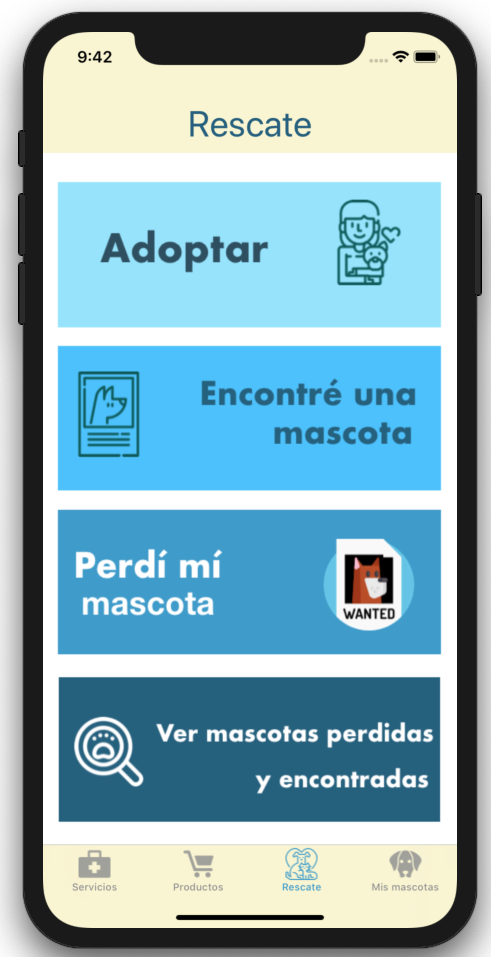 9:42
Rescate
Adoptar
Encontré una
mascota
Perdí mí
mascota
WANTED
Ver mascotas perdidas
y encontradas
Servicios
Productos
Rescate
Mis mascotas